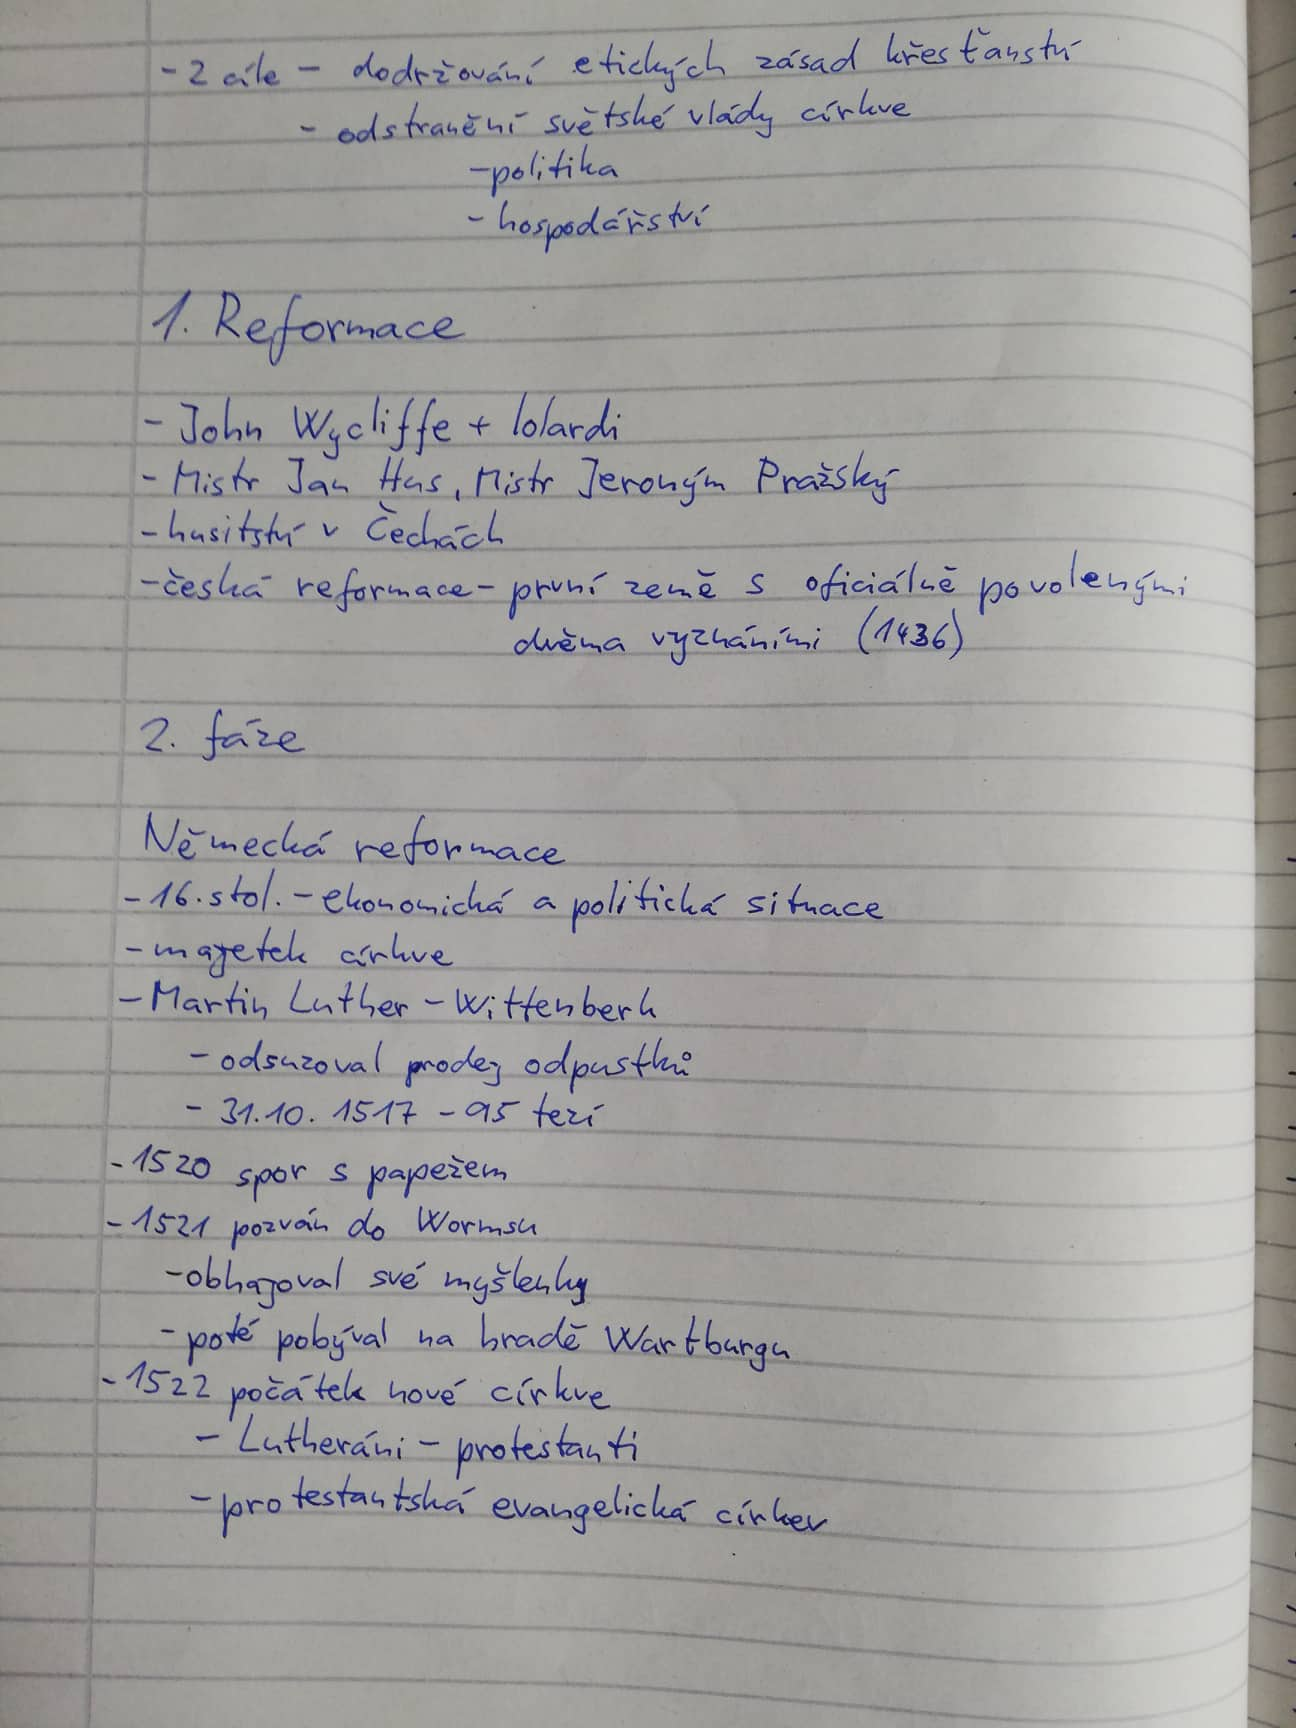 - 2 cíle - dodržování etických zásad křesťanství
- odstranění světské vlády církve
- politika
- hospodářství
1. Reformace
- John Wycliffe + lolardi
- Mistr Jan Hus, Mistr Jeroným Pražský
- husitství v Čechách
- česká reformace - první země s oficiálně povolenými
dvěma vyznáními (1436)
2. fáze
Německá reformace
- 16. stol. - ekonomická a politická situace
- majetek církve
- Martin Luther - Wittenberk
- odsuzoval prodej odpustků
- 31.10. 1517 - 95 tezí
- 1520 spor s papežem
- 1521 pozván do Wormsu
- obhajoval své myšlenky
- poté pobýval na hradě Wartburgu
- 1522 počátek nové církve
- Lutheráni - protestanti
- protestantská evangelická církev